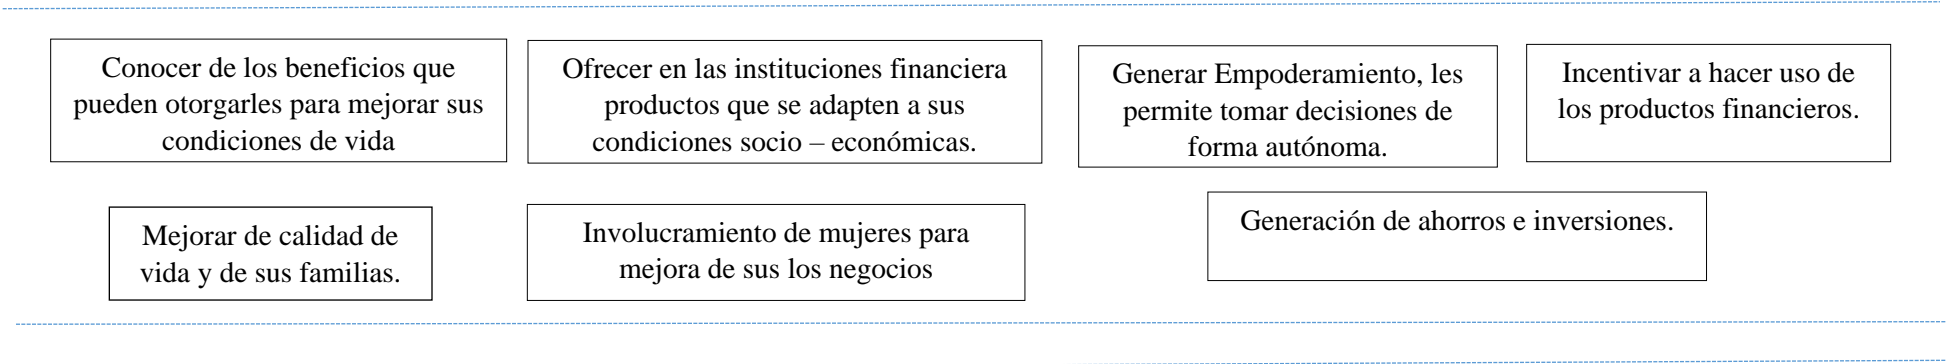 Conocer de los beneficios que
pueden otorgarles para mejorar sus
condiciones de vida
Ofrecer en las instituciones financiera
productos que se adapten a sus
condiciones socio – económicas.
Generar Empoderamiento, les
permite tomar decisiones de
forma autónoma.
Incentivar a hacer uso de
los productos financieros.
Mejorar de calidad de
vida y de sus familias.
Involucramiento de mujeres para
mejora de sus los negocios
Generación de ahorros e inversiones.